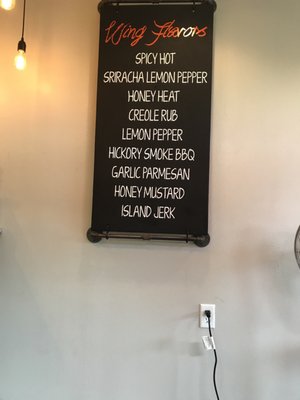 Wing Flavors
SPICY HOT
SRIRACHA LEMON PEPPER
HONEY HEAT
CREOLE RUB
LEMON PEPPER
HICKORY SMOKE BBQ
GARLIC PARMESAN
HONEY MUSTARD
ISLAND JERK